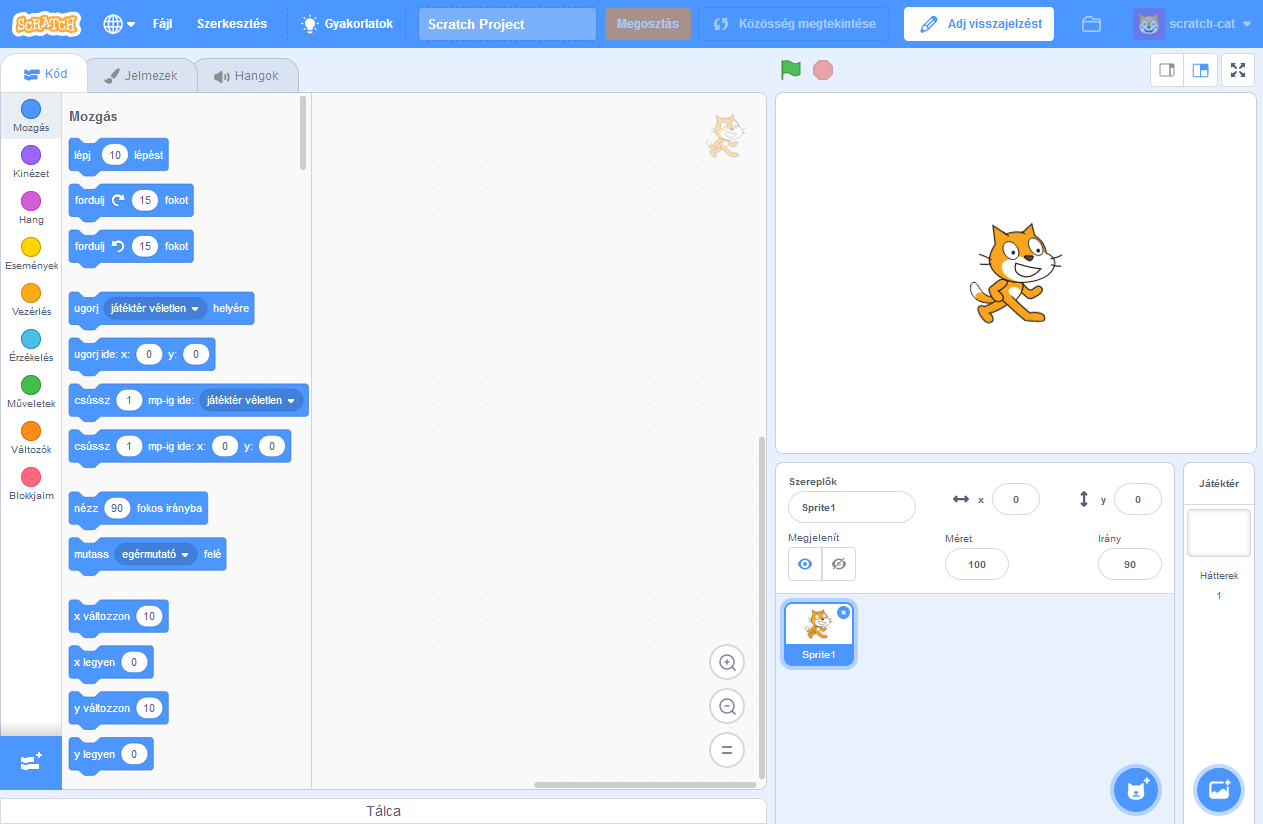 SCRATCH Fájl Szerkesztés Gyakorlatok Scratch Project Megosztás Közösség megtekintése Adj visszajelzést scratch-cat
Kód Jelmezek Hangok
Mozgás
Kinézet
Hang
Események
Vezérlés
Érzékelés
Műveletek
Változók
Blokkjaim
Mozgás
lépj 10 lépést
fordulj 15 fokot
fordulj 15 fokot
ugorj játéktér véletlen helyére
ugorj ide: x: 0 y: 0
csússz 1 mp-ig ide: játéktér véletlen
csússz 1 mp-ig ide: x: 0 y: 0
nézz 90 fokos irányba
mutass egérmutató felé
x változzon 10
x legyen 0
y változzon 10
y legyen 0
Tálca
Szereplők
Sprite1 x 0 y 0
Megjelenít Méret 100 Irány 90
Sprite1
Játéktér
Hátterek
1